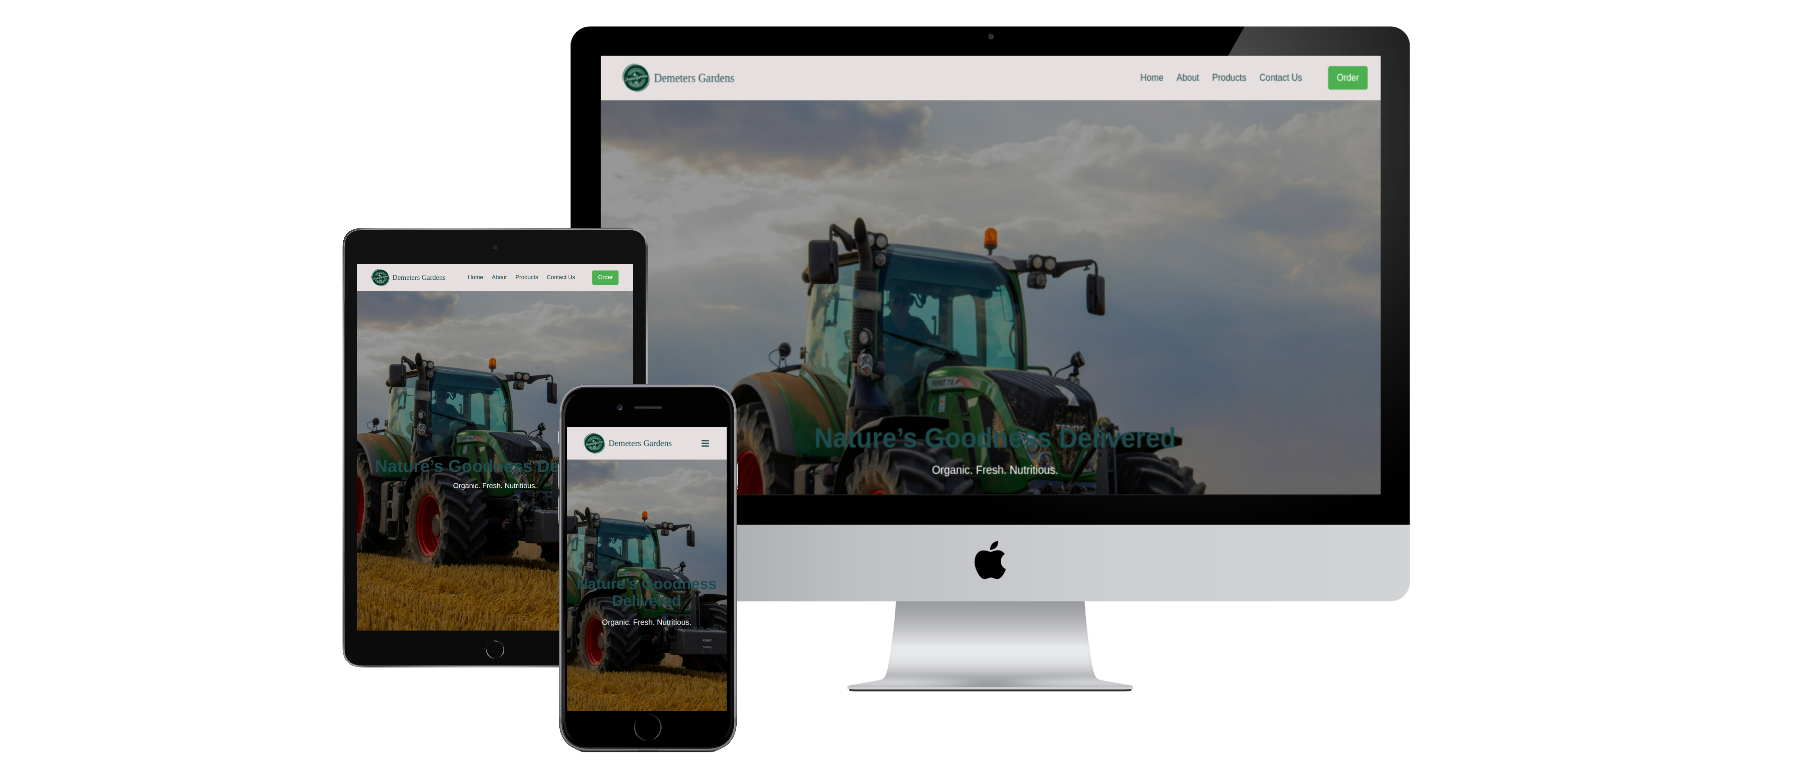 Demeters Gardens
Home About Products Contact Us Order
Nature's Goodness Delivered
Organic. Fresh. Nutritious.
Demeters Gardens
Home About Products Contact Us Order
Nature's Goodness De
Organic. Fresh. Nutritious.
Demeters Gardens
Nature's Goodness
Delivered
Organic. Fresh. Nutritious.